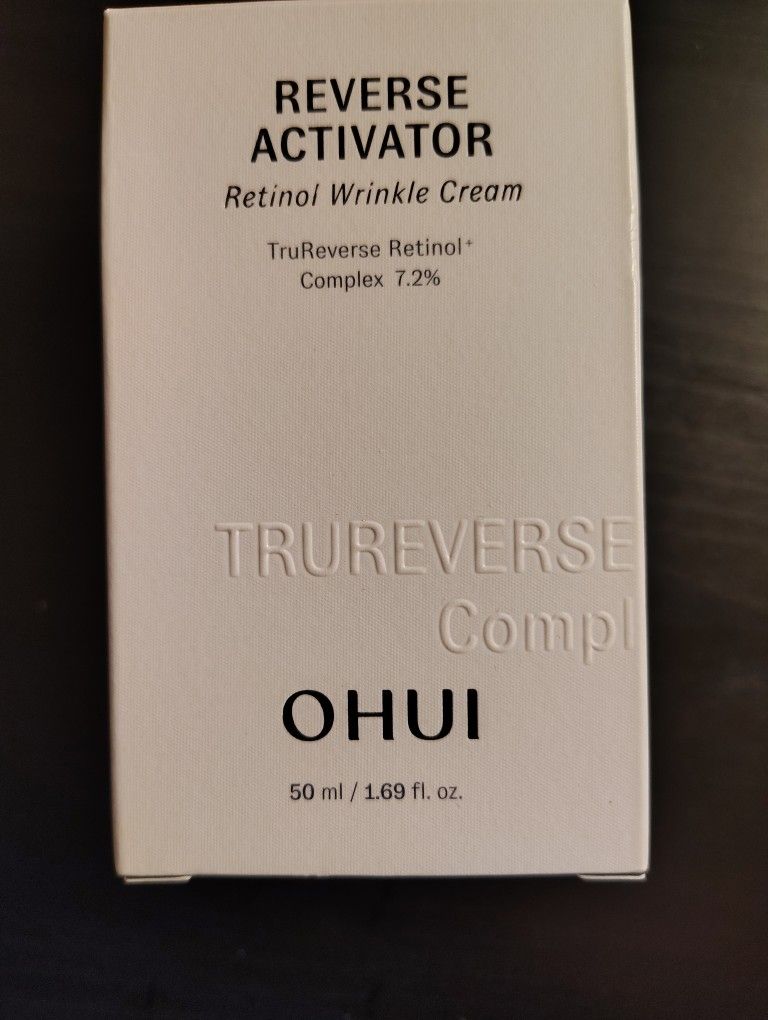 REVERSE
ACTIVATOR
Retinol Wrinkle Cream
TruReverse Retinol⁺
Complex 7.2%
TRUREVERSE
Compl
OHUI
50 ml / 1.69 fl. oz.